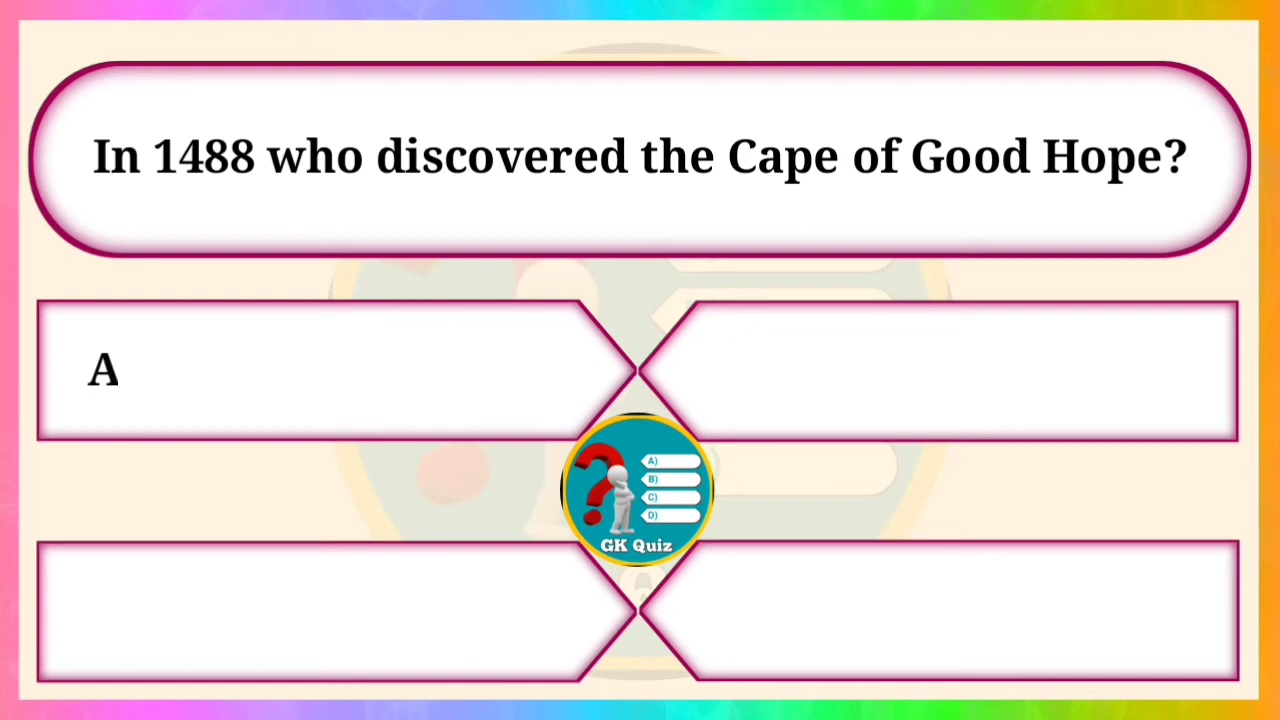 In 1488 who discovered the Cape of Good Hope?
A
A)
B)
C)
D)
GK Quiz